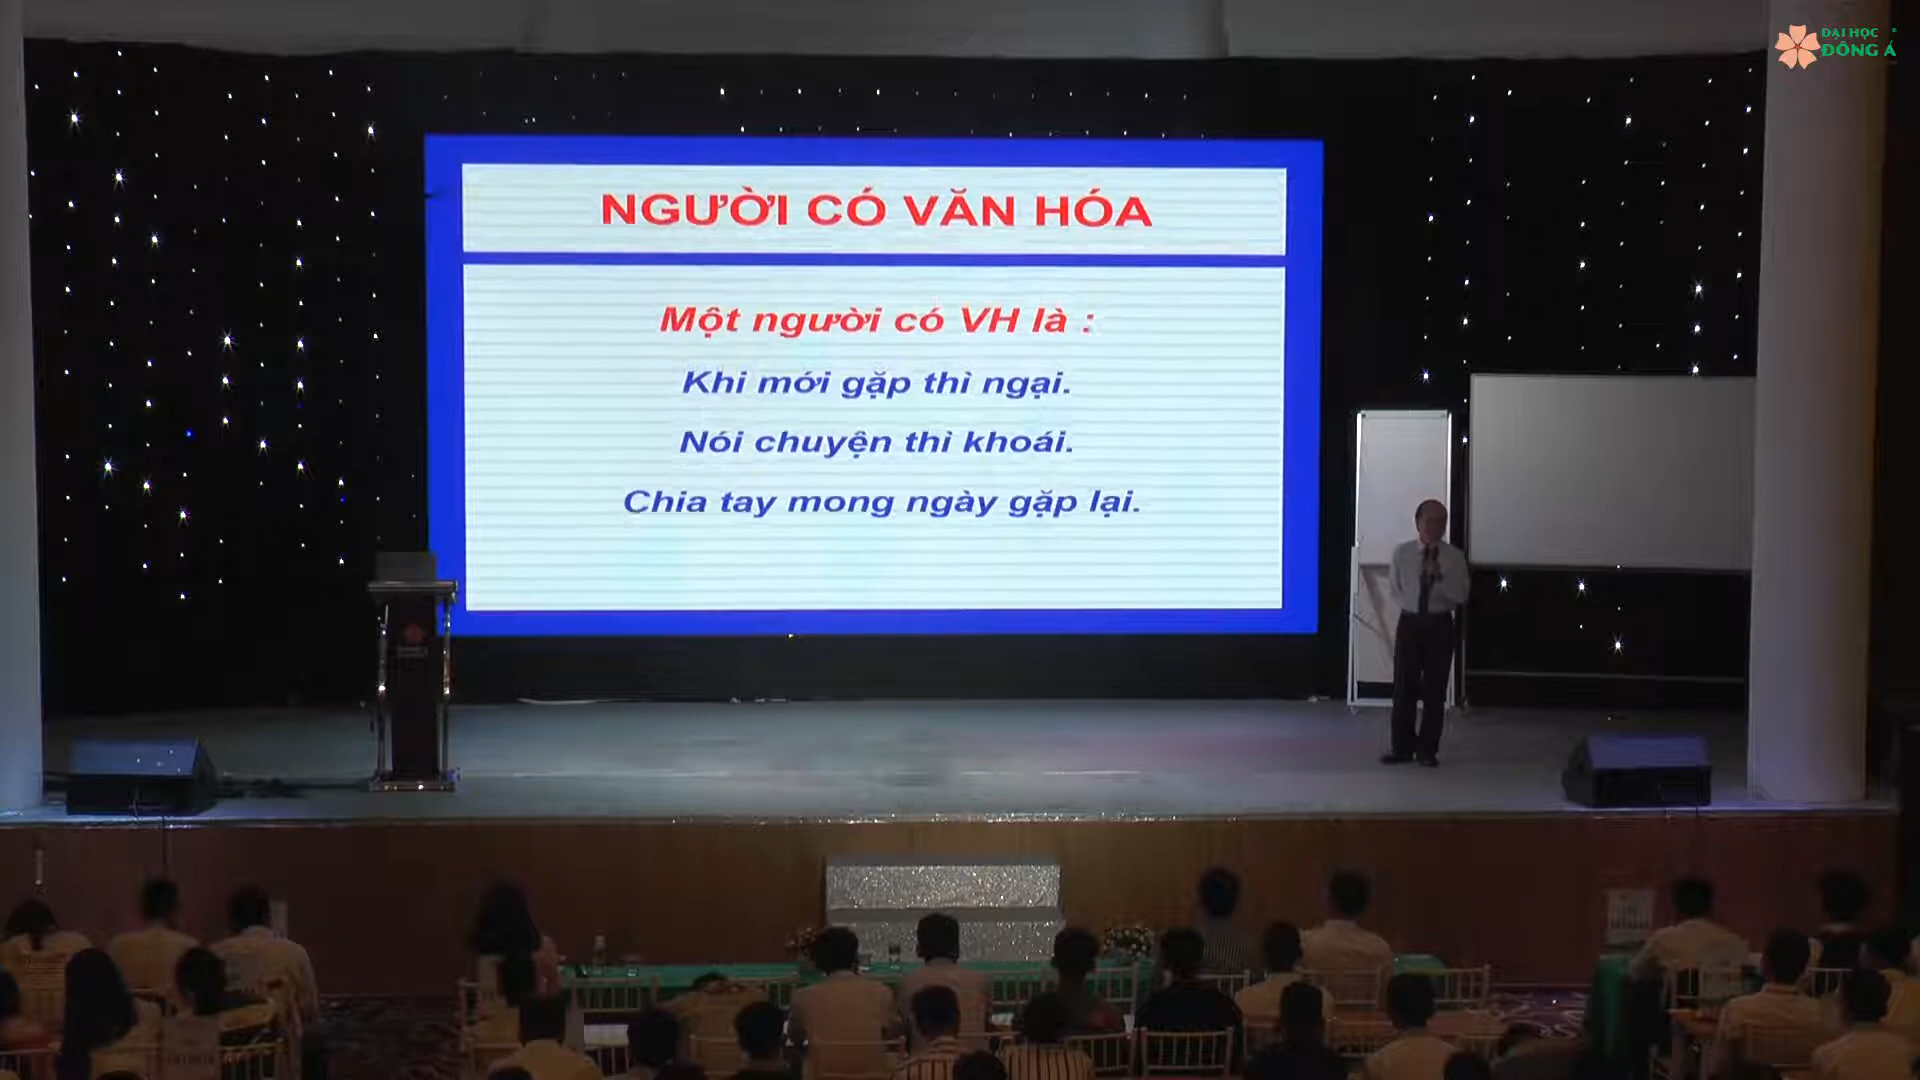 ĐẠI HỌC
ĐÔNG Á
NGƯỜI CÓ VĂN HÓA
Một người có VH là :
Khi mới gặp thì ngại.
Nói chuyện thì khoái.
Chia tay mong ngày gặp lại.